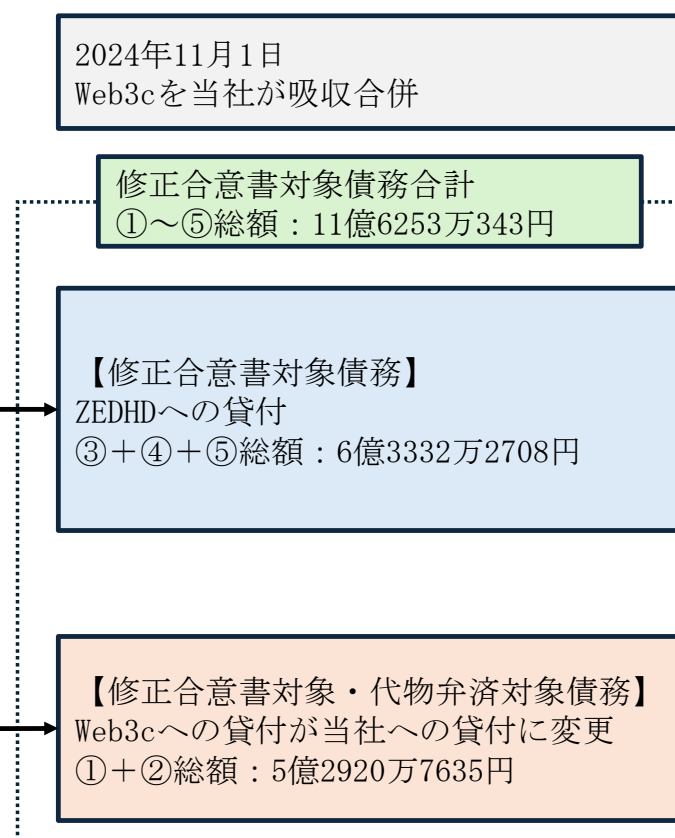 2024年11月1日
Web3cを当社が吸収合併
修正合意書対象債務合計
①~⑤総額：11億6253万343円
【修正合意書対象債務】
ZEDHDへの貸付
③＋④＋⑤総額：6億3332万2708円
【修正合意書対象・代物弁済対象債務】
Web3cへの貸付が当社への貸付に変更
①＋②総額：5億2920万7635円